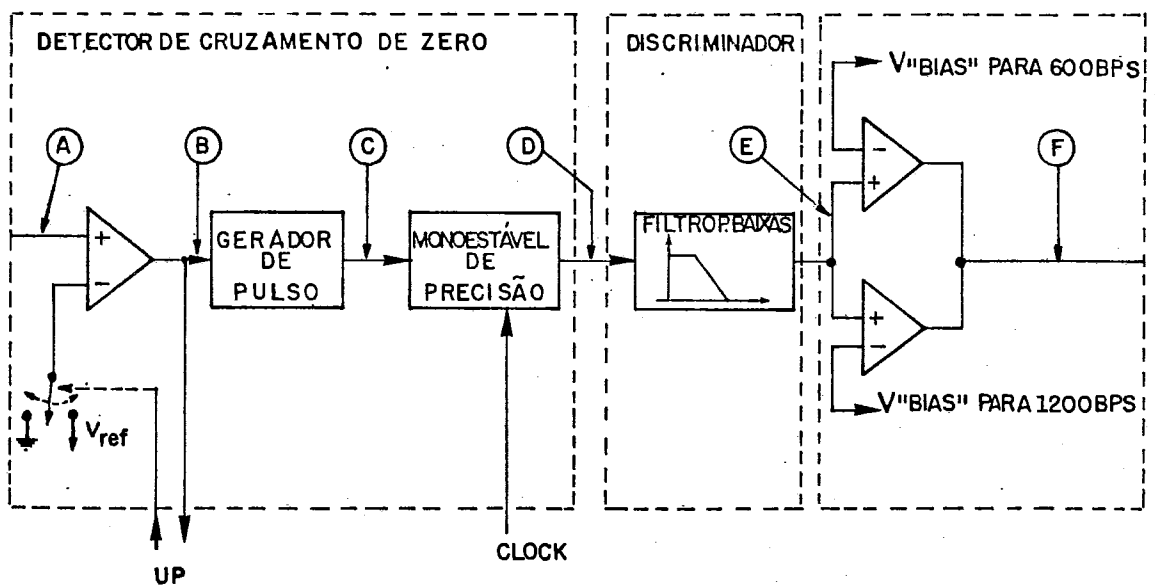 DETECTOR DE CRUZAMENTO DE ZERO
DISCRIMINADOR
V"BIAS" PARA 600BPS
A
B
C
D
E
F
+
−
GERADOR
DE
PULSO
MONOESTÁVEL
DE
PRECISÃO
FILTRO P.BAIXAS
−
+
+
−
V"BIAS" PARA 1200BPS
Vref
UP
CLOCK